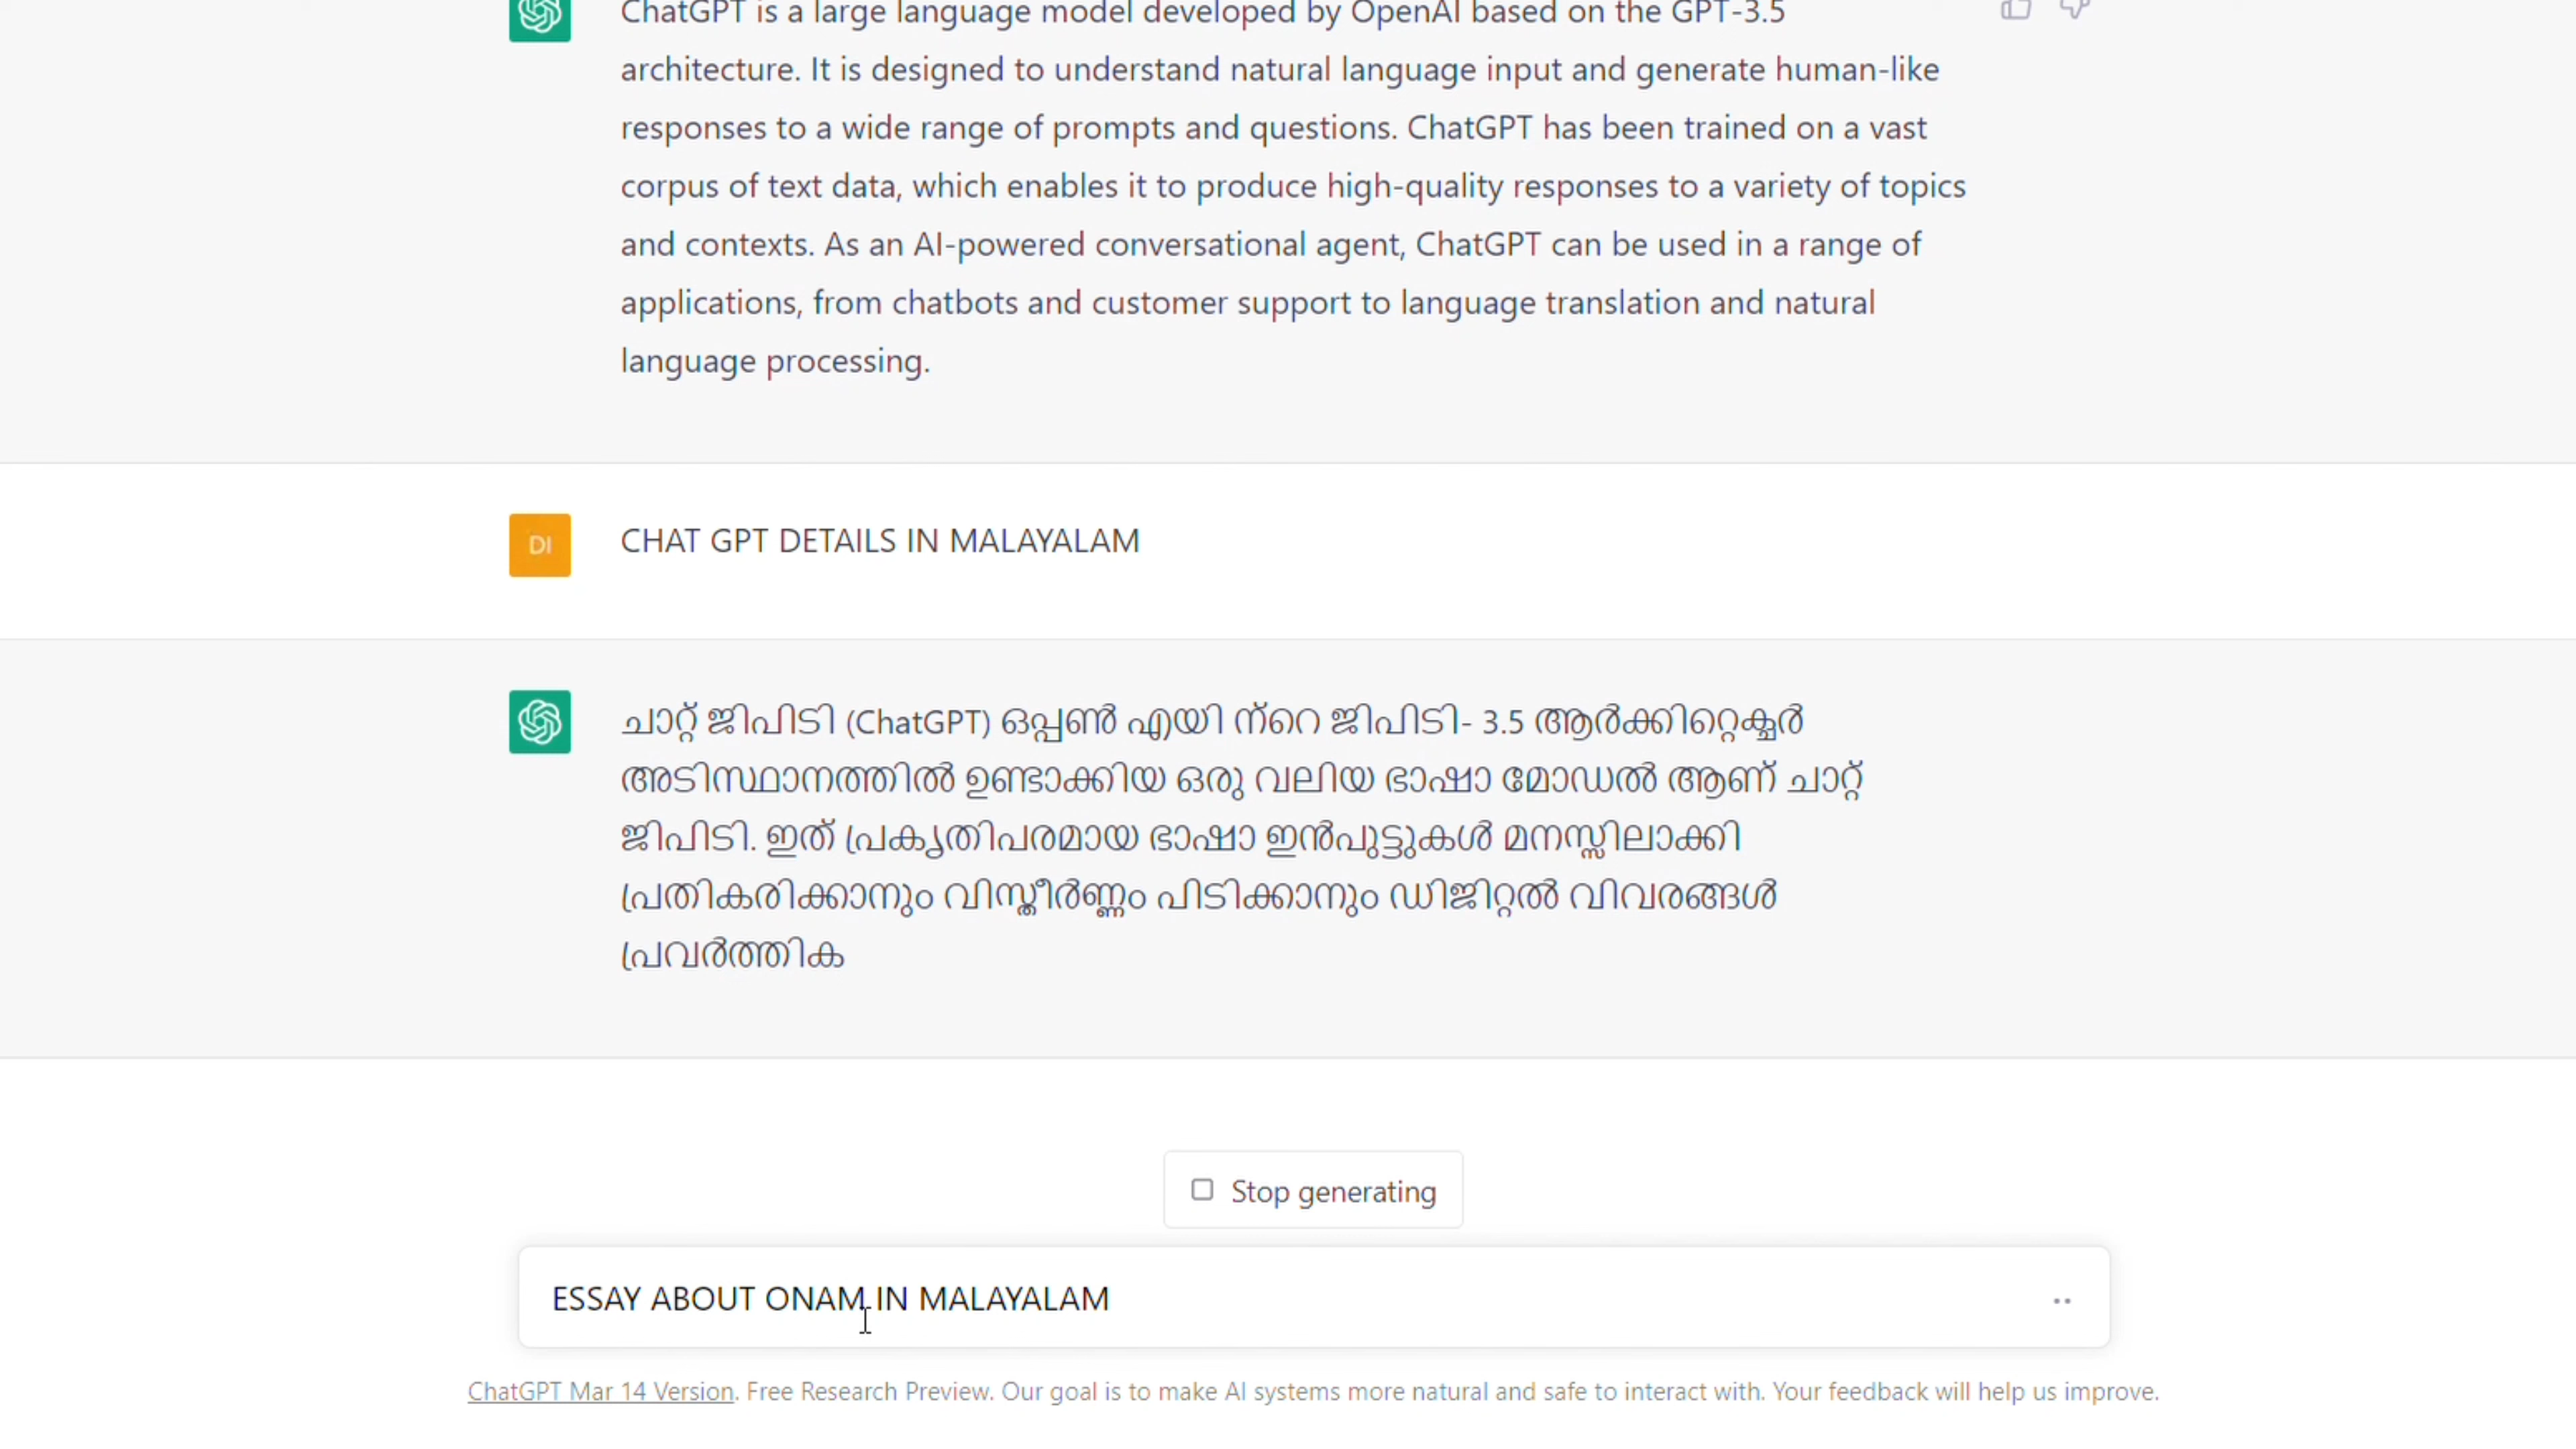 ChatGPT is a large language model developed by OpenAI based on the GPT-3.5
architecture. It is designed to understand natural language input and generate human-like
responses to a wide range of prompts and questions. ChatGPT has been trained on a vast
corpus of text data, which enables it to produce high-quality responses to a variety of topics
and contexts. As an AI-powered conversational agent, ChatGPT can be used in a range of
applications, from chatbots and customer support to language translation and natural
language processing.
DI
CHAT GPT DETAILS IN MALAYALAM
ചാറ്റ് ജിപിടി (ChatGPT) ഒപ്പൺ എയി ന്റെ ജിപിടി- 3.5 ആർക്കിറ്റെക്ചർ
അടിസ്ഥാനത്തിൽ ഉണ്ടാക്കിയ ഒരു വലിയ ഭാഷാ മോഡൽ ആണ് ചാറ്റ്
ജിപിടി. ഇത് പ്രകൃതിപരമായ ഭാഷാ ഇൻപുട്ടുകൾ മനസ്സിലാക്കി
പ്രതികരിക്കാനും വിസ്തീർണ്ണം പിടിക്കാനും ഡിജിറ്റൽ വിവരങ്ങൾ
പ്രവർത്തിക
Stop generating
ESSAY ABOUT ONAM IN MALAYALAM
ChatGPT Mar 14 Version. Free Research Preview. Our goal is to make AI systems more natural and safe to interact with. Your feedback will help us improve.